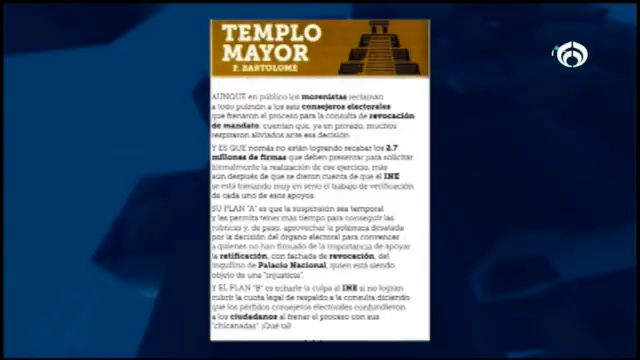 TEMPLO
MAYOR
F. BARTOLOMÉ
AUNQUE en público los morenistas reclaman
a todo pulmón a los seis consejeros electorales
que frenaron el proceso para la consulta de revocación
de mandato, cuentan que, ya en privado, muchos
respiraron aliviados ante esa decisión.
Y ES QUE nomás no están logrando recabar los 2.7
millones de firmas que deben presentar para solicitar
formalmente la realización de ese ejercicio, más
aún después de que se dieron cuenta de que el INE
se está tomando muy en serio el trabajo de verificación
de cada uno de esos apoyos.
SU PLAN "A" es que la suspensión sea temporal
y les permita tener más tiempo para conseguir las
rúbricas y, de paso, aprovechar la polémica desatada
por la decisión del órgano electoral para convencer
a quienes no han firmado de la importancia de apoyar
la ratificación, con fachada de revocación, del
inquilino de Palacio Nacional, quien está siendo
objeto de una "injusticia".
Y EL PLAN "B" es echarle la culpa al INE si no logran
cubrir la cuota legal de respaldo a la consulta diciendo
que los pérfidos consejeros electorales confundieron
a los ciudadanos al frenar el proceso con sus
"chicanadas". ¡Qué tal!